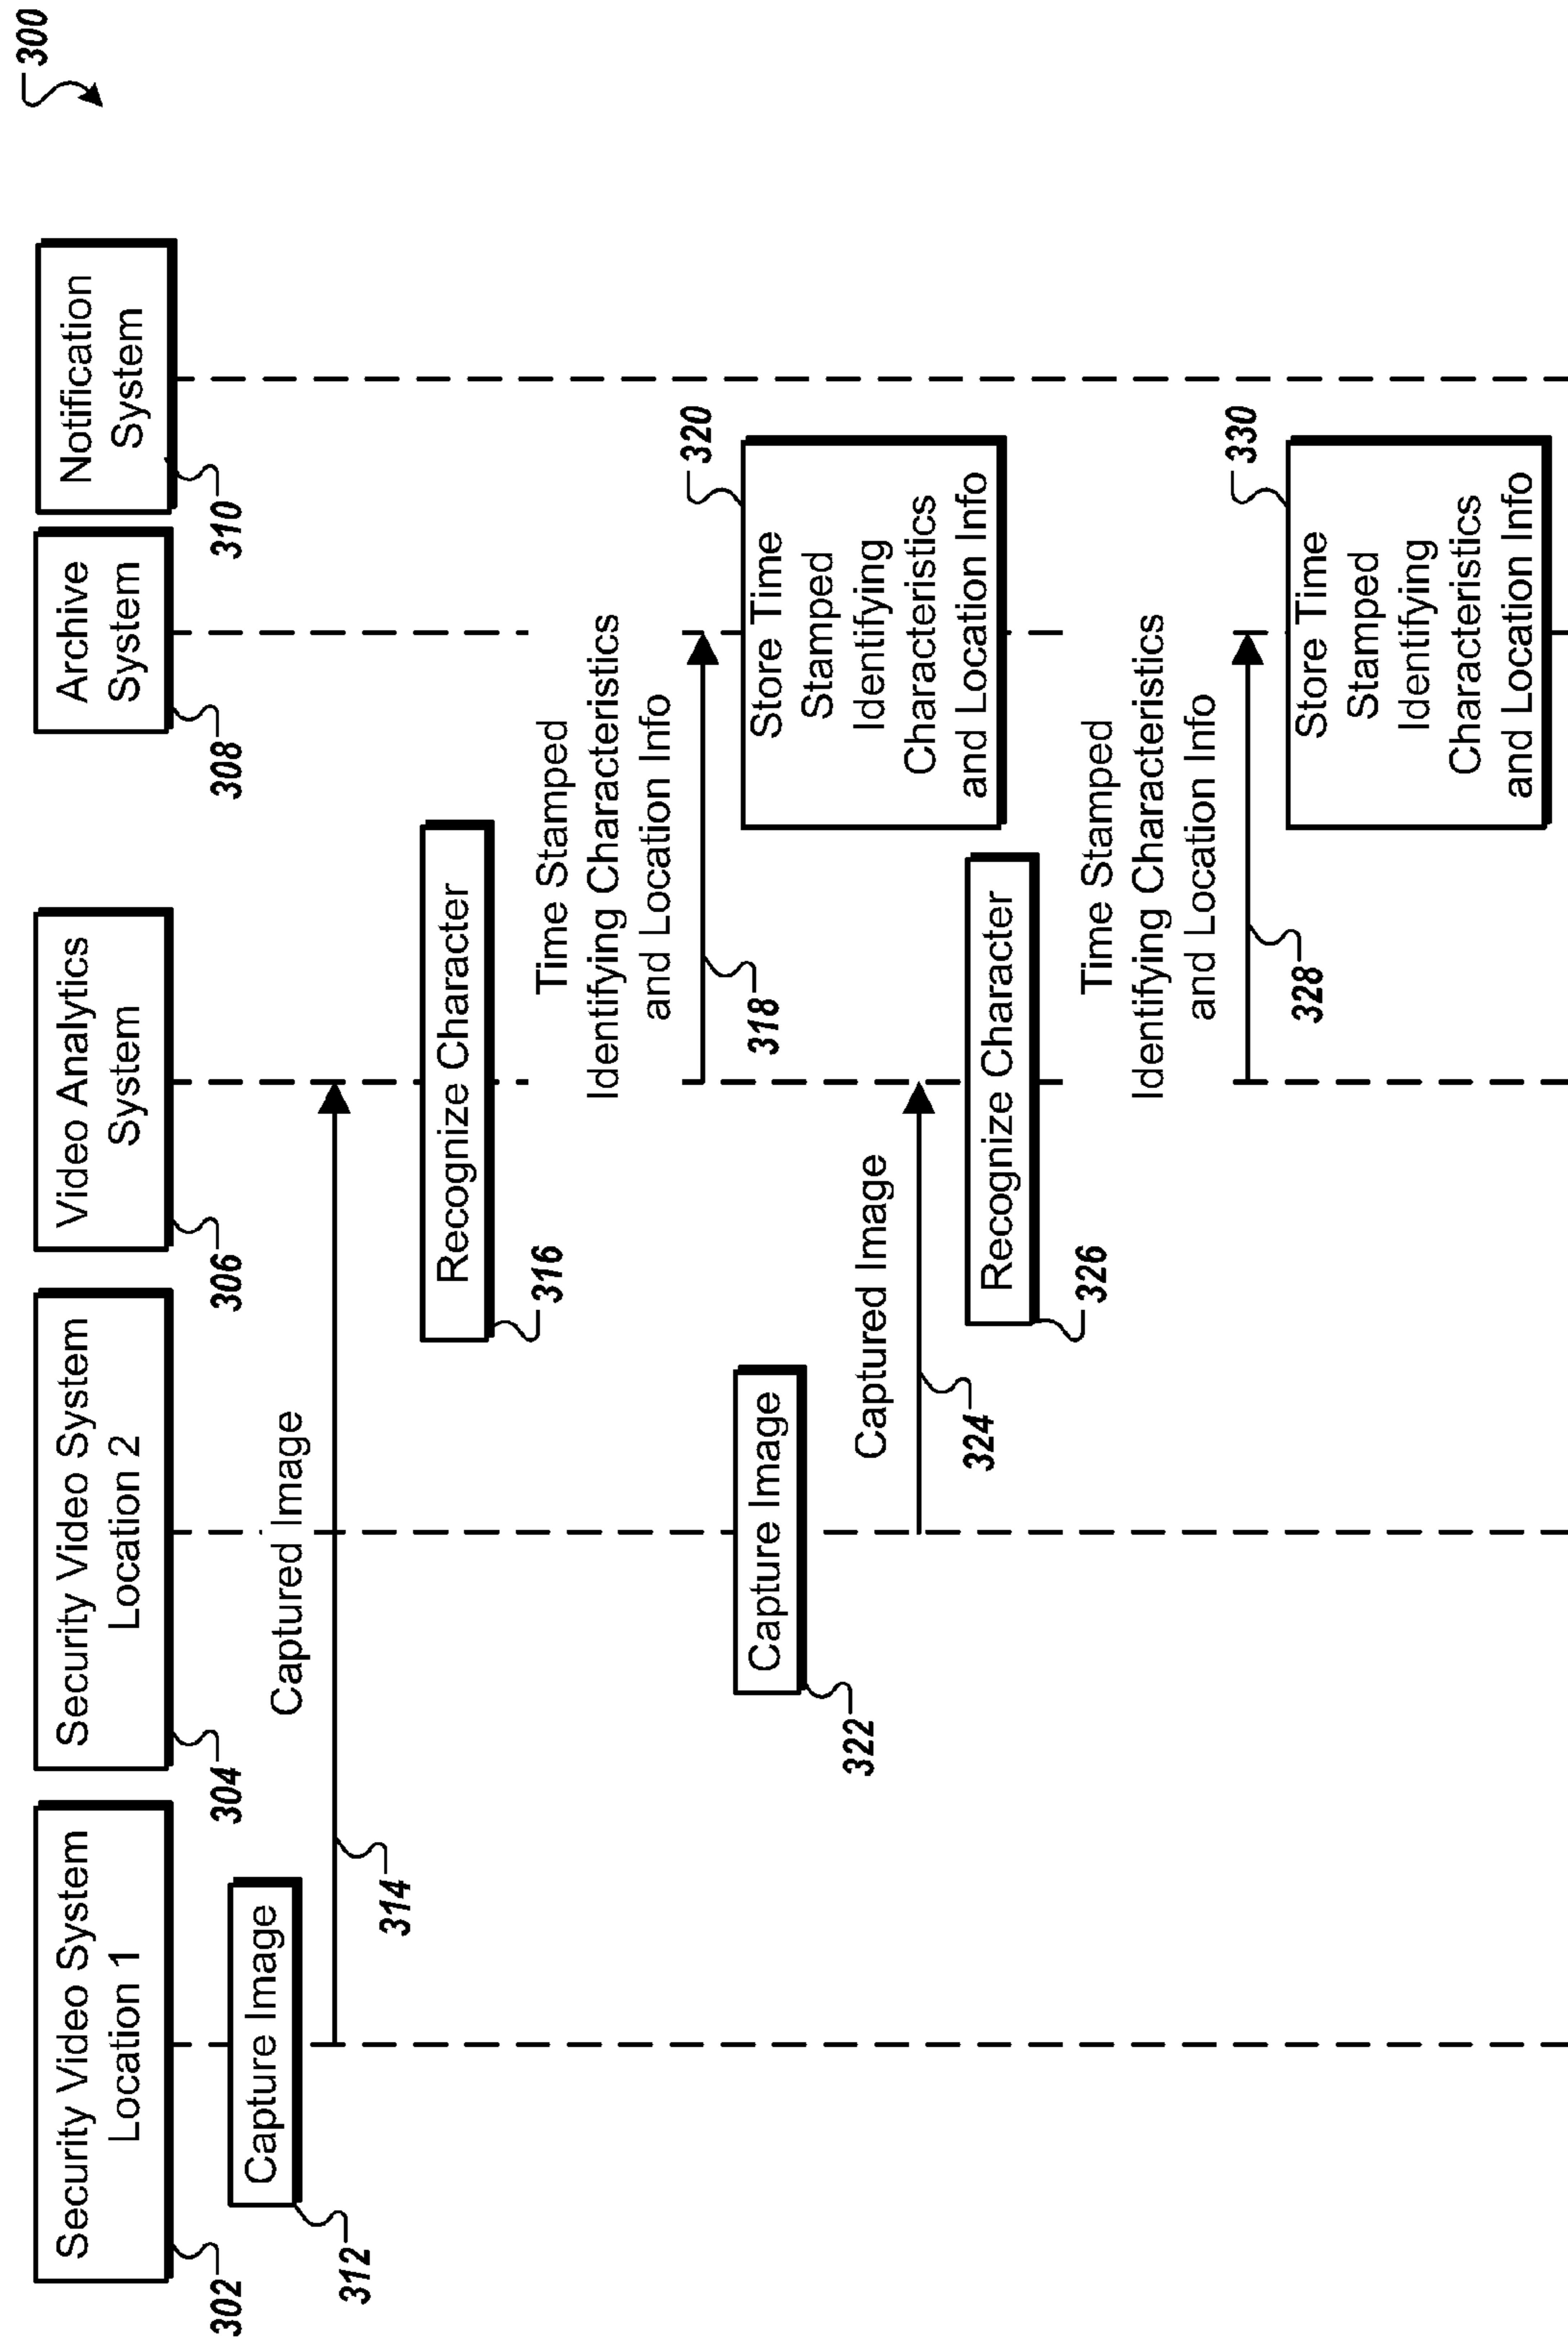 300
Security Video System
Location 1
302
Security Video System
Location 2
304
Video Analytics
System
306
Archive
System
308
Notification
System
310
Capture Image
312
Captured Image
314
Recognize Character
316
Time Stamped
Identifying Characteristics
and Location Info
318
320
Store Time
Stamped
Identifying
Characteristics
and Location Info
Capture Image
322
Captured Image
324
Recognize Character
326
Time Stamped
Identifying Characteristics
and Location Info
328
330
Store Time
Stamped
Identifying
Characteristics
and Location Info